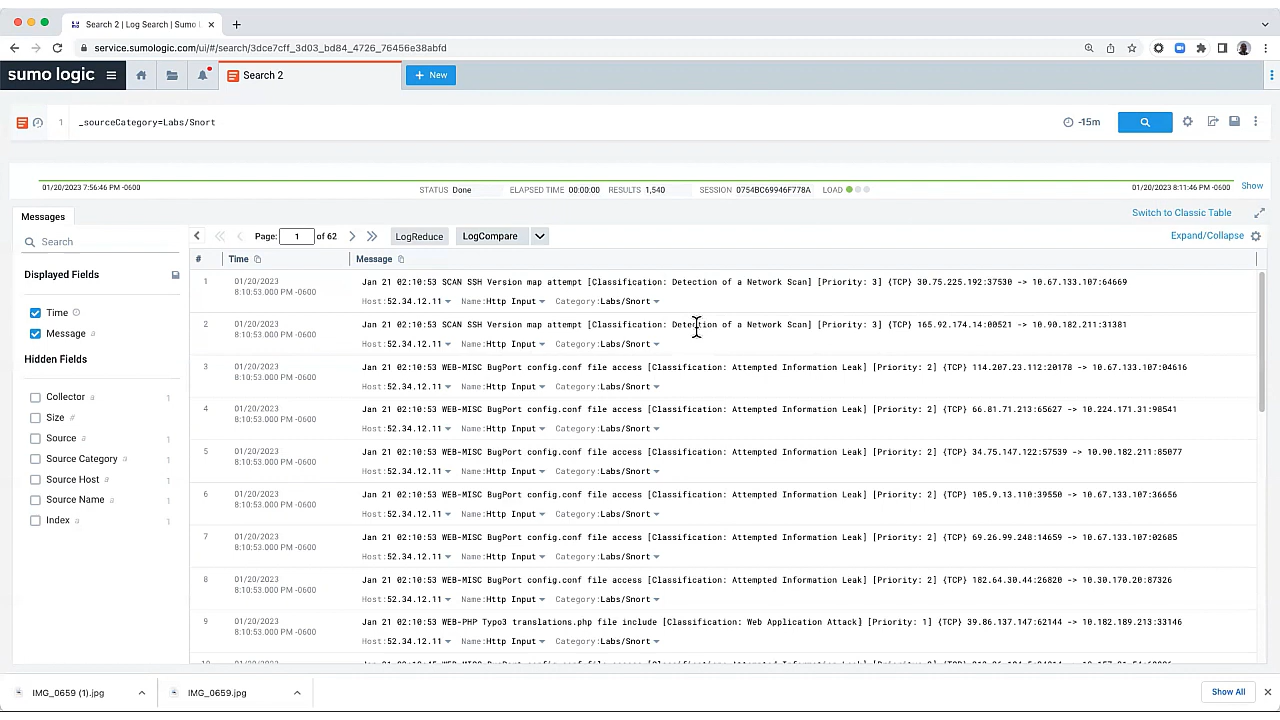 Search 2 | Log Search | Sumo
service.sumologic.com/ui/#/search/3dce7cff_3d03_bd84_4726_76456e38abfd
sumo logic
Search 2
+ New
1 _sourceCategory=Labs/Snort
-15m
01/20/2023 7:56:46 PM -0600
STATUS Done ELAPSED TIME 00:00:00 RESULTS 1,540 SESSION 0754BC69946F778A LOAD
01/20/2023 8:11:46 PM -0600
Show
Messages
Switch to Classic Table
Search
Page: 1 of 62
LogReduce
LogCompare
Expand/Collapse
Displayed Fields
Time
Message a
Hidden Fields
Collector a 1
Size #
Source a 1
Source Category a 1
Source Host a 1
Source Name a 1
Index a 1
# Time Message
1 01/20/2023 8:10:53.000 PM -0600
Jan 21 02:10:53 SCAN SSH Version map attempt [Classification: Detection of a Network Scan] [Priority: 3] {TCP} 30.75.225.192:37530 -> 10.67.133.107:64669
Host:52.34.12.11 Name:Http Input Category:Labs/Snort
2 01/20/2023 8:10:53.000 PM -0600
Jan 21 02:10:53 SCAN SSH Version map attempt [Classification: Detection of a Network Scan] [Priority: 3] {TCP} 165.92.174.14:00521 -> 10.90.182.211:31381
Host:52.34.12.11 Name:Http Input Category:Labs/Snort
3 01/20/2023 8:10:53.000 PM -0600
Jan 21 02:10:53 WEB-MISC BugPort config.conf file access [Classification: Attempted Information Leak] [Priority: 2] {TCP} 114.207.23.112:20178 -> 10.67.133.107:04616
Host:52.34.12.11 Name:Http Input Category:Labs/Snort
4 01/20/2023 8:10:53.000 PM -0600
Jan 21 02:10:53 WEB-MISC BugPort config.conf file access [Classification: Attempted Information Leak] [Priority: 2] {TCP} 66.81.71.213:65627 -> 10.224.171.31:98541
Host:52.34.12.11 Name:Http Input Category:Labs/Snort
5 01/20/2023 8:10:53.000 PM -0600
Jan 21 02:10:53 WEB-MISC BugPort config.conf file access [Classification: Attempted Information Leak] [Priority: 2] {TCP} 34.75.147.122:57539 -> 10.90.182.211:85077
Host:52.34.12.11 Name:Http Input Category:Labs/Snort
6 01/20/2023 8:10:53.000 PM -0600
Jan 21 02:10:53 WEB-MISC BugPort config.conf file access [Classification: Attempted Information Leak] [Priority: 2] {TCP} 105.9.13.110:39550 -> 10.67.133.107:36656
Host:52.34.12.11 Name:Http Input Category:Labs/Snort
7 01/20/2023 8:10:53.000 PM -0600
Jan 21 02:10:53 WEB-MISC BugPort config.conf file access [Classification: Attempted Information Leak] [Priority: 2] {TCP} 69.26.99.248:14659 -> 10.67.133.107:02685
Host:52.34.12.11 Name:Http Input Category:Labs/Snort
8 01/20/2023 8:10:53.000 PM -0600
Jan 21 02:10:53 WEB-MISC BugPort config.conf file access [Classification: Attempted Information Leak] [Priority: 2] {TCP} 182.64.30.44:26820 -> 10.30.170.20:87326
Host:52.34.12.11 Name:Http Input Category:Labs/Snort
9 01/20/2023 8:10:53.000 PM -0600
Jan 21 02:10:53 WEB-PHP Typo3 translations.php file include [Classification: Web Application Attack] [Priority: 1] {TCP} 39.86.137.147:62144 -> 10.182.189.213:33146
Host:52.34.12.11 Name:Http Input Category:Labs/Snort
IMG_0659 (1).jpg
IMG_0659.jpg
Show All